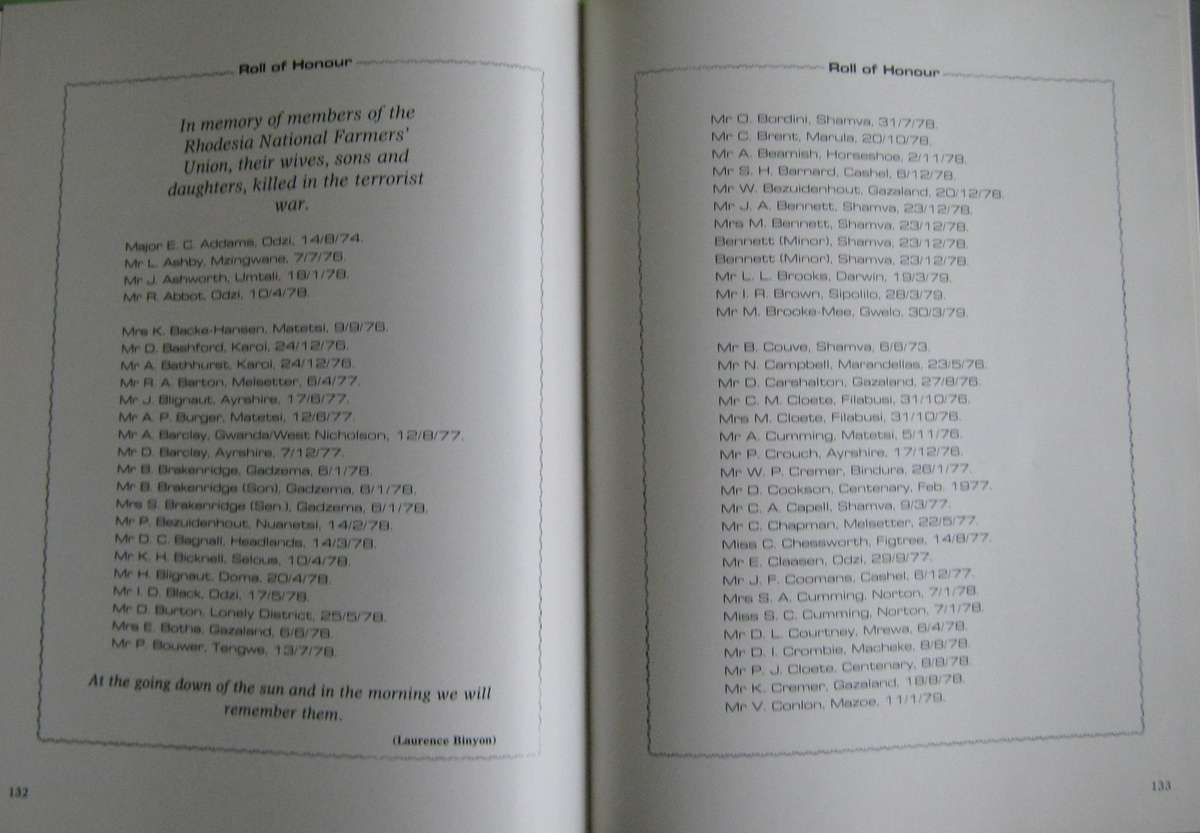 Roll of Honour
In memory of members of the
Rhodesia National Farmers'
Union, their wives, sons and
daughters, killed in the terrorist
war.
Major E. C. Addams, Odzi, 14/8/74.
Mr L. Ashby, Mzingwane, 7/7/76.
Mr J. Ashworth, Umtali, 18/1/78.
Mr R. Abbot, Odzi, 10/4/78.
Mrs K. Backe-Hansen, Matetsi, 9/9/76.
Mr D. Bashford, Karoi, 24/12/76.
Mr A. Bathhurst, Karoi, 24/12/76.
Mr R. A. Barton, Melsetter, 6/4/77.
Mr J. Blignaut, Ayrshire, 17/6/77.
Mr A. P. Burger, Matetsi, 12/6/77.
Mr A. Barclay, Gwanda/West Nicholson, 12/8/77.
Mr D. Barclay, Ayrshire, 7/12/77.
Mr B. Brakenridge, Gadzema, 6/1/78.
Mr B. Brakenridge (Son), Gadzema, 6/1/78.
Mrs S. Brakenridge (Sen.), Gadzema, 6/1/78.
Mr P. Bezuidenhout, Nuanetsi, 14/2/78.
Mr D. C. Bagnall, Headlands, 14/3/78.
Mr K. H. Bicknell, Selous, 10/4/78.
Mr H. Blignaut, Doma, 20/4/78.
Mr I. D. Black, Odzi, 17/5/78.
Mr O. Burton, Lonely District, 25/5/78.
Mrs E. Botha, Gazaland, 6/6/78.
Mr P. Bouwer, Tengwe, 13/7/78.
At the going down of the sun and in the morning we will
remember them.
(Laurence Binyon)
132
Roll of Honour
Mr O. Bordini, Shamva, 31/7/78.
Mr C. Brent, Marula, 20/10/78.
Mr A. Beamish, Horseshoe, 2/11/78.
Mr S. H. Barnard, Cashel, 6/12/78.
Mr W. Bezuidenhout, Gazaland, 20/12/78.
Mr J. A. Bennett, Shamva, 23/12/78.
Mrs M. Bennett, Shamva, 23/12/78.
Bennett (Minor), Shamva, 23/12/78.
Bennett (Minor), Shamva, 23/12/78.
Mr L. L. Brooks, Darwin, 19/3/79.
Mr I. R. Brown, Sipolilo, 28/3/79.
Mr M. Brooke-Mee, Gwelo, 30/3/79.
Mr B. Couve, Shamva, 6/6/73.
Mr N. Campbell, Marandellas, 23/5/76.
Mr D. Carshalton, Gazaland, 27/8/76.
Mr C. M. Cloete, Filabusi, 31/10/76.
Mrs M. Cloete, Filabusi, 31/10/76.
Mr A. Cumming, Matetsi, 5/11/76.
Mr P. Crouch, Ayrshire, 17/12/76.
Mr W. P. Cremer, Bindura, 26/1/77.
Mr D. Cookson, Centenary, Feb. 1977.
Mr C. A. Capell, Shamva, 9/3/77.
Mr C. Chapman, Melsetter, 22/5/77.
Miss C. Chessworth, Figtree, 14/8/77.
Mr E. Claasen, Odzi, 29/9/77.
Mr J. F. Coomans, Cashel, 6/12/77.
Mrs S. A. Cumming, Norton, 7/1/78.
Miss S. C. Cumming, Norton, 7/1/78.
Mr D. L. Courtney, Mrewa, 6/4/78.
Mr D. I. Crombie, Macheke, 8/8/78.
Mr P. J. Cloete, Centenary, 8/8/78.
Mr K. Cremer, Gazaland, 18/8/78.
Mr V. Conlon, Mazoe, 11/1/79.
133